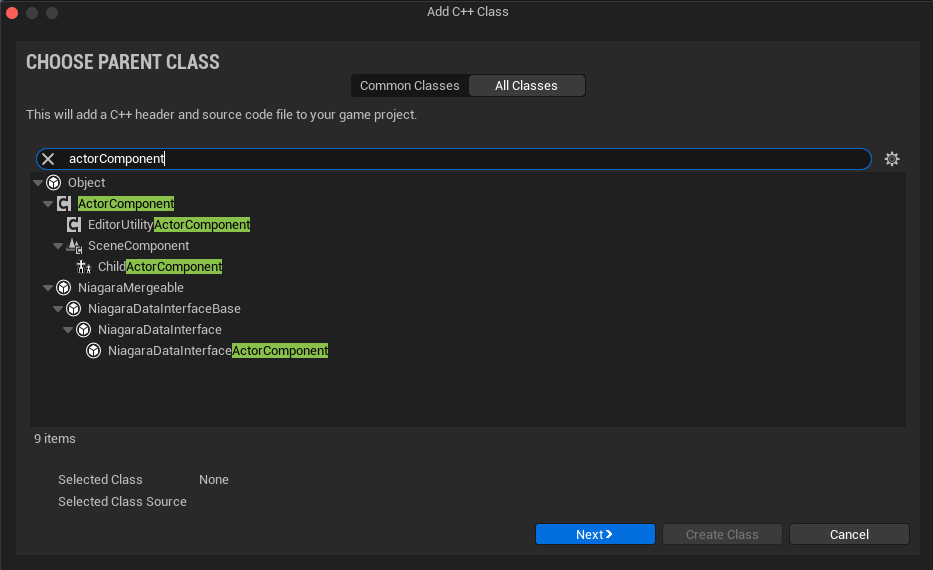 Add C++ Class
CHOOSE PARENT CLASS
Common Classes All Classes
This will add a C++ header and source code file to your game project.
actorComponent
Object
ActorComponent
EditorUtilityActorComponent
SceneComponent
ChildActorComponent
NiagaraMergeable
NiagaraDataInterfaceBase
NiagaraDataInterface
NiagaraDataInterfaceActorComponent
9 items
Selected Class None
Selected Class Source
Next Create Class Cancel